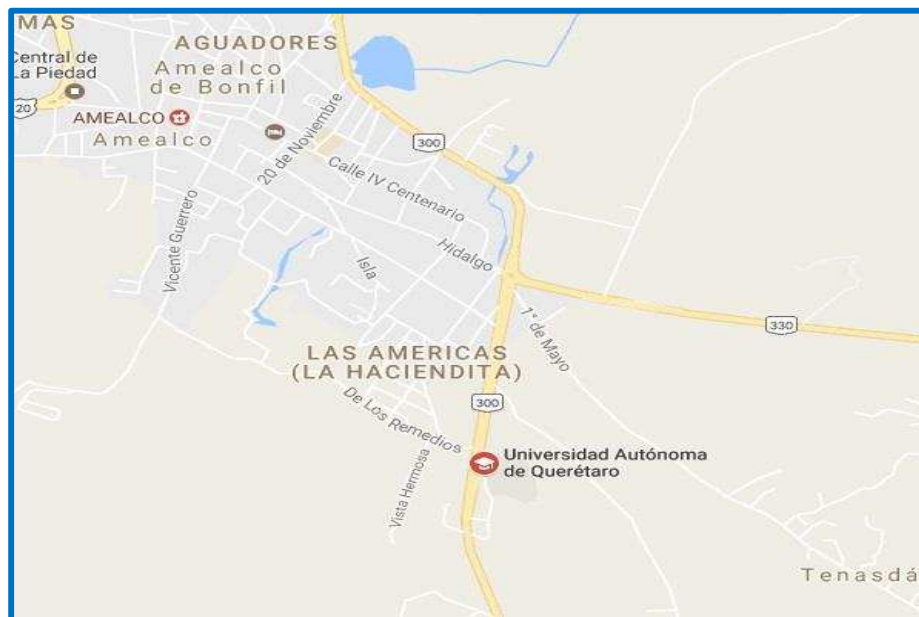 MAS
AGUADORES
Central de
La Piedad
Amealco
de Bonfil
20
AMEALCO
Amealco
20 de Noviembre
300
Calle IV Centenario
Vicente Guerrero
Hidalgo
Isla
1° de Mayo
330
LAS AMERICAS
(LA HACIENDITA)
300
De Los Remedios
Vista Hermosa
Universidad Autónoma
de Querétaro
Tenasdá